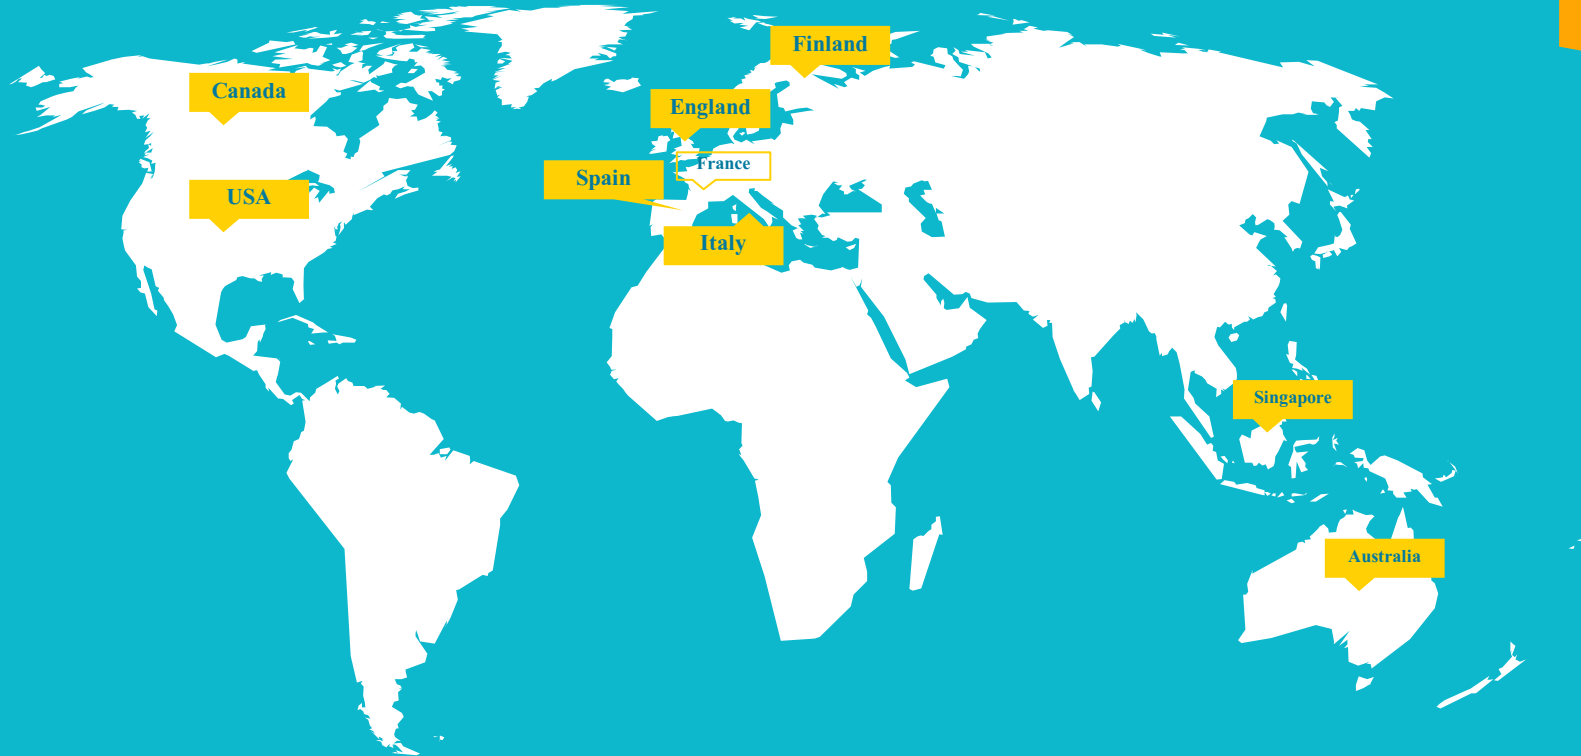 Finland
Canada
England
France
Spain
USA
Italy
Singapore
Australia